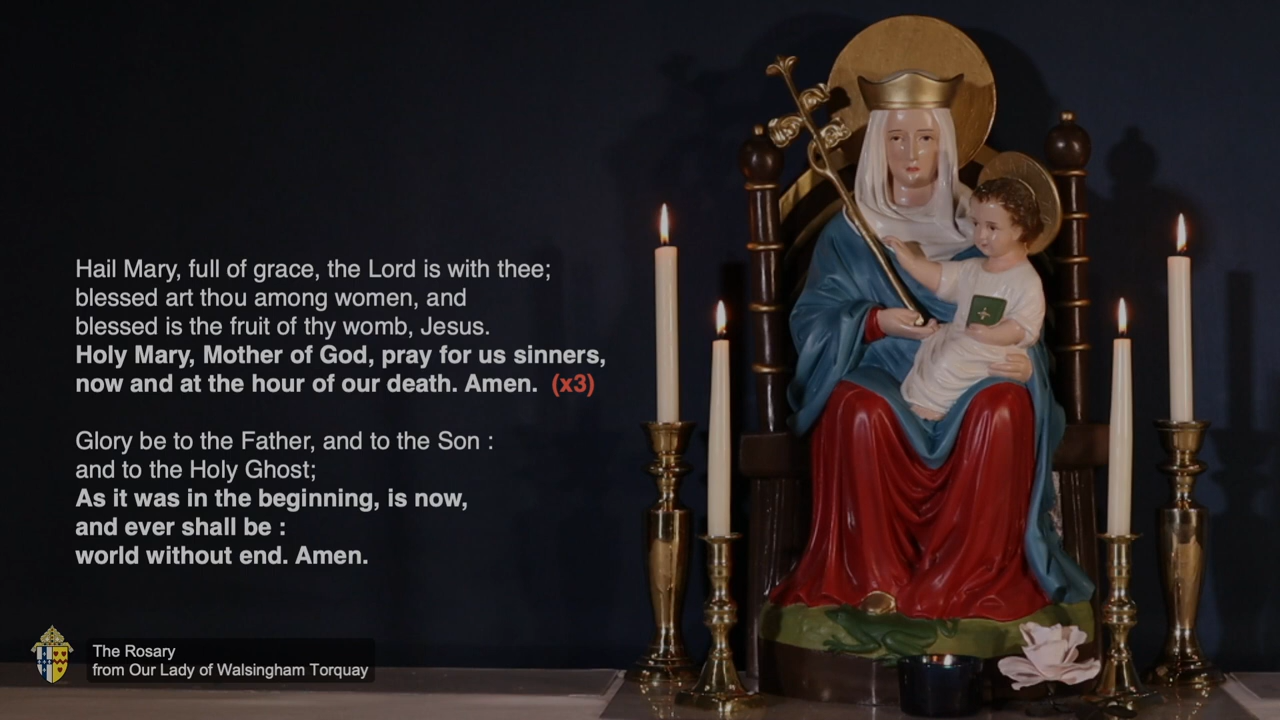 Hail Mary, full of grace, the Lord is with thee;
blessed art thou among women, and
blessed is the fruit of thy womb, Jesus.
Holy Mary, Mother of God, pray for us sinners,
now and at the hour of our death. Amen. (x3)
Glory be to the Father, and to the Son :
and to the Holy Ghost;
As it was in the beginning, is now,
and ever shall be :
world without end. Amen.
The Rosary
from Our Lady of Walsingham Torquay